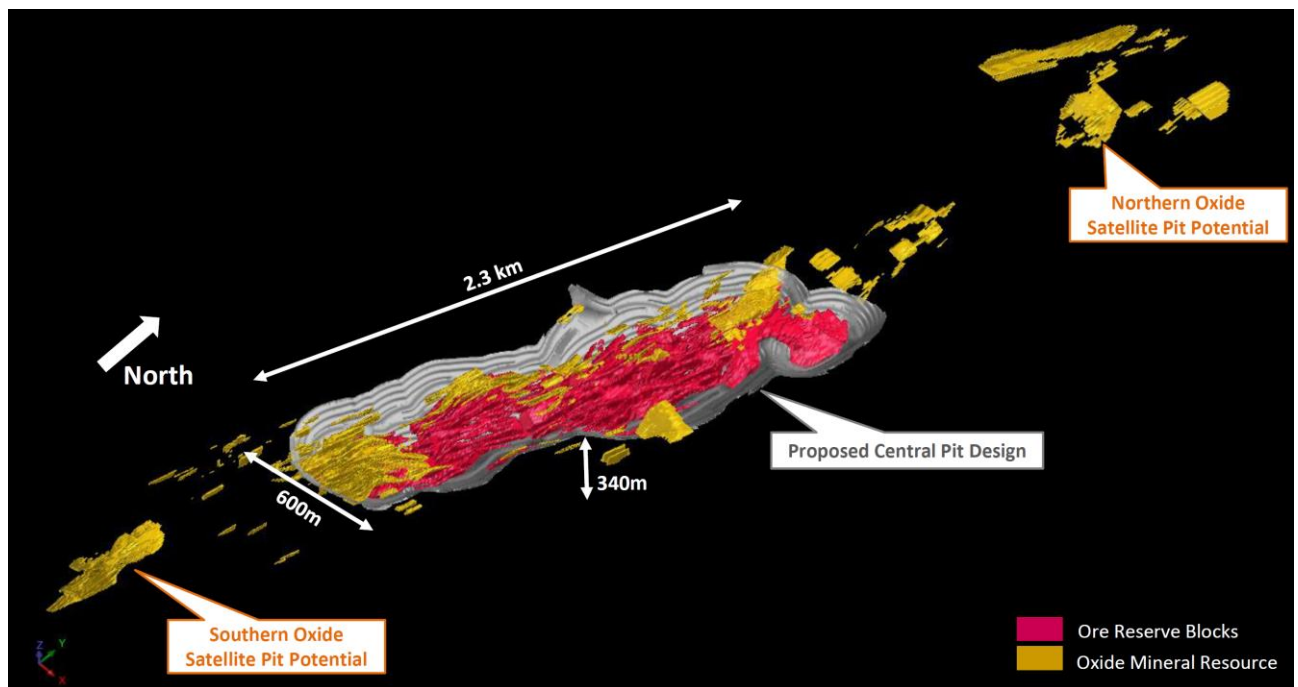 Northern Oxide
Satellite Pit Potential
2.3 km
North
Proposed Central Pit Design
340m
600m
Southern Oxide
Satellite Pit Potential
Ore Reserve Blocks
Oxide Mineral Resource
Z
Y
X